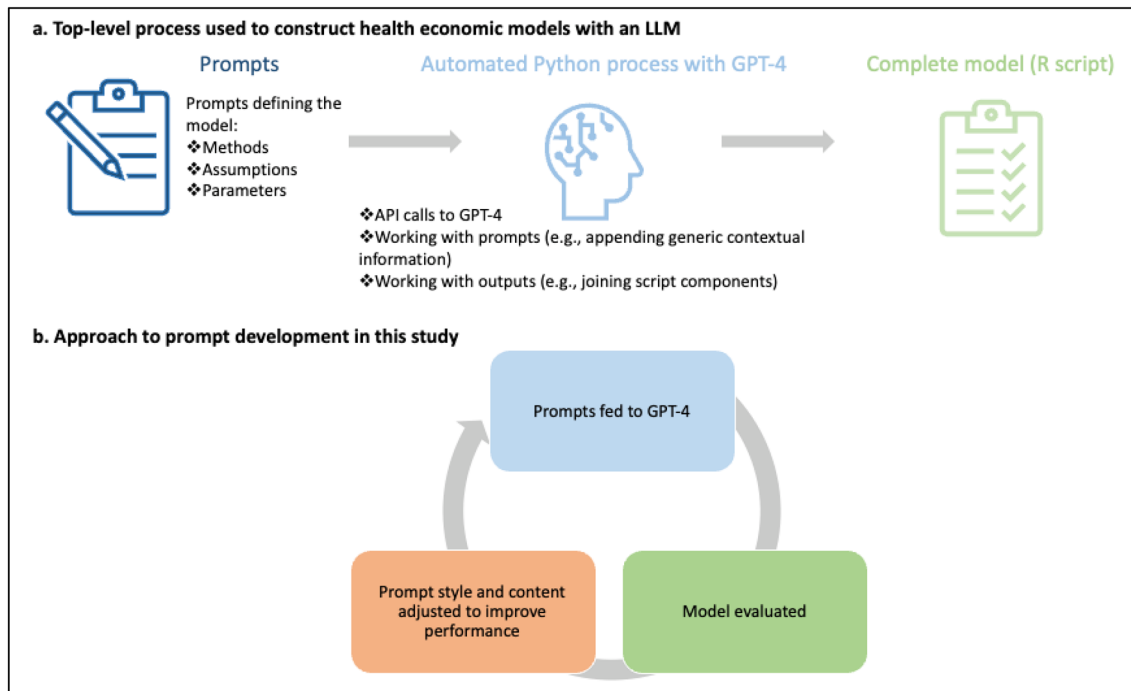 a. Top-level process used to construct health economic models with an LLM
Prompts
Prompts defining the
model:
❖Methods
❖Assumptions
❖Parameters
Automated Python process with GPT-4
❖API calls to GPT-4
❖Working with prompts (e.g., appending generic contextual
information)
❖Working with outputs (e.g., joining script components)
Complete model (R script)
b. Approach to prompt development in this study
Prompts fed to GPT-4
Prompt style and content
adjusted to improve
performance
Model evaluated